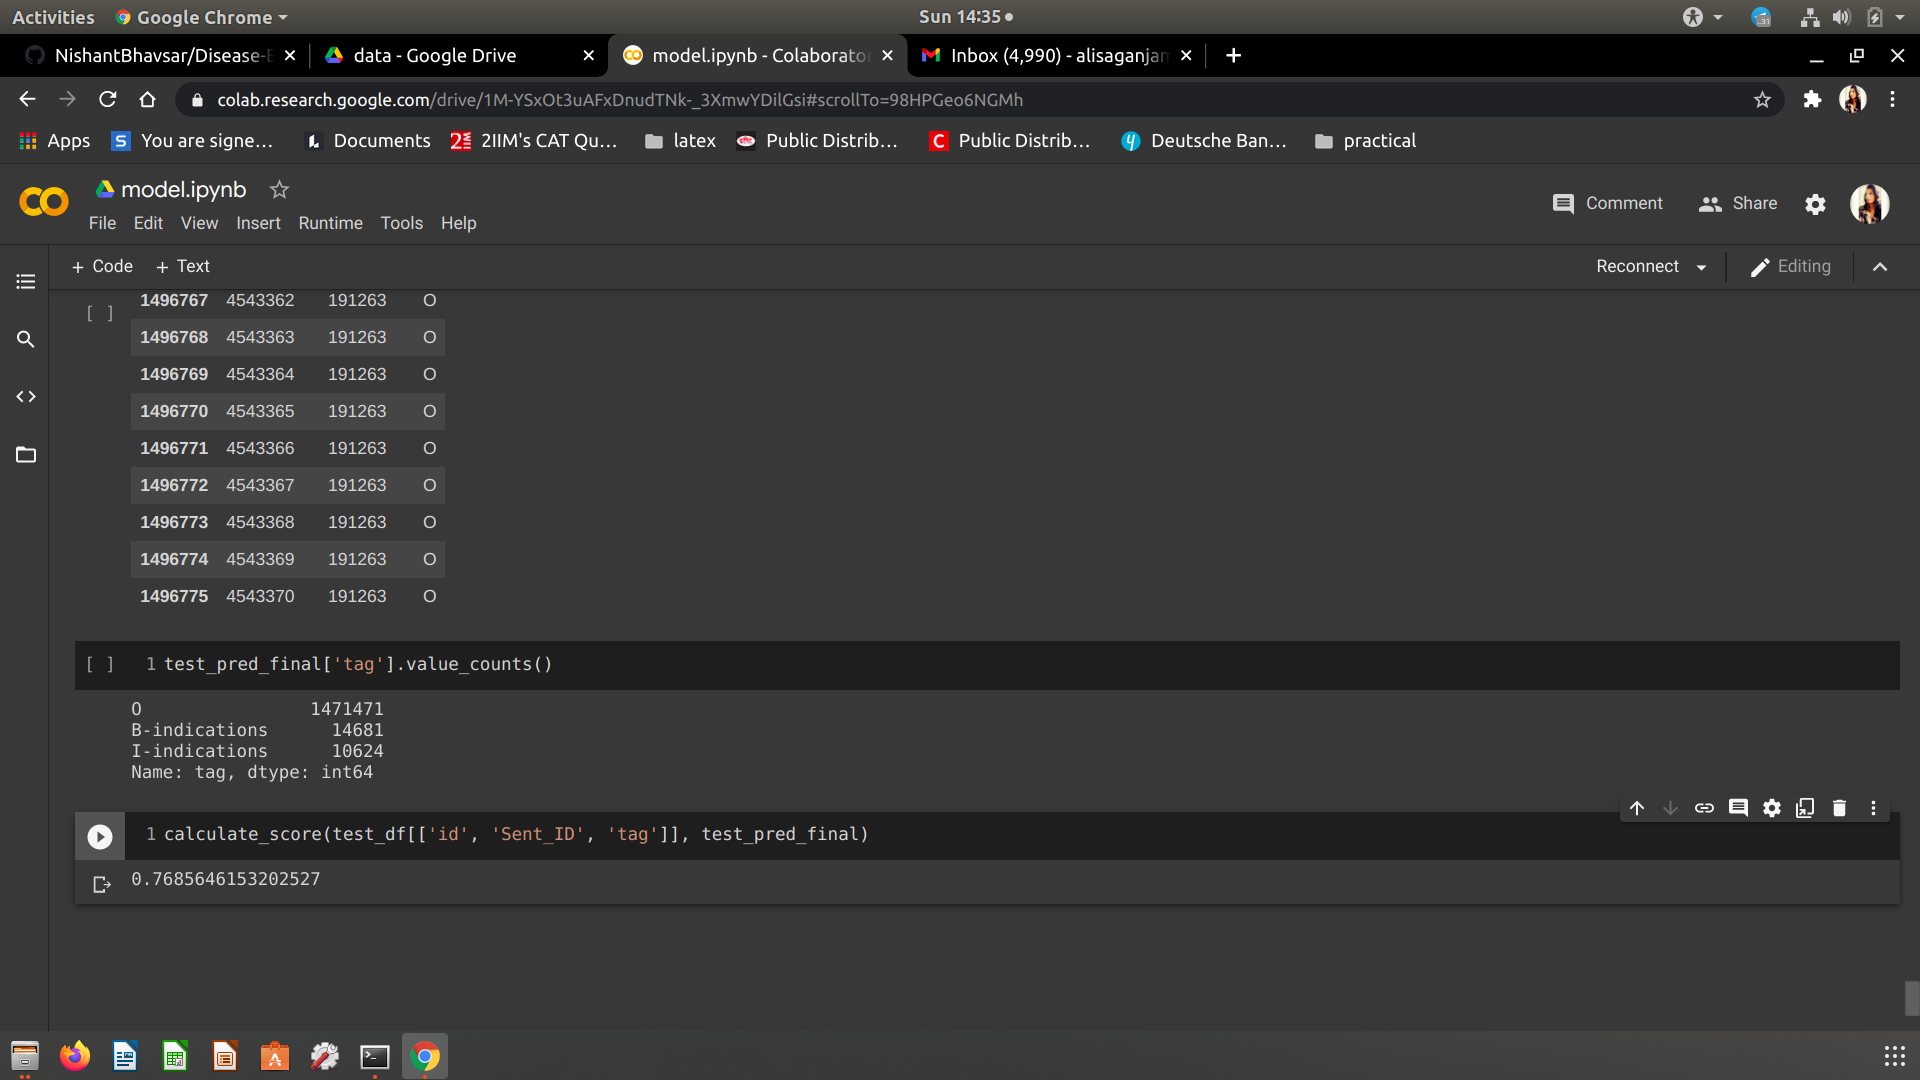 Activities Google Chrome Sun 14:35
NishantBhavsar/Disease-E data - Google Drive model.ipynb - Colaborato Inbox (4,990) - alisaganjam
colab.research.google.com/drive/1M-YSxOt3uAFxDnudTNk-_3XmwYDilGsi#scrollTo=98HPGeo6NGMh
Apps You are signe... Documents 2IIM's CAT Qu... latex Public Distrib... Public Distrib... Deutsche Ban... practical
model.ipynb
File Edit View Insert Runtime Tools Help
Comment Share
+ Code + Text Reconnect Editing
[ ] 1496767 4543362 191263 O
1496768 4543363 191263 O
1496769 4543364 191263 O
1496770 4543365 191263 O
1496771 4543366 191263 O
1496772 4543367 191263 O
1496773 4543368 191263 O
1496774 4543369 191263 O
1496775 4543370 191263 O
[ ] 1 test_pred_final['tag'].value_counts()
O 1471471
B-indications 14681
I-indications 10624
Name: tag, dtype: int64
1 calculate_score(test_df[['id', 'Sent_ID', 'tag']], test_pred_final)
0.7685646153202527